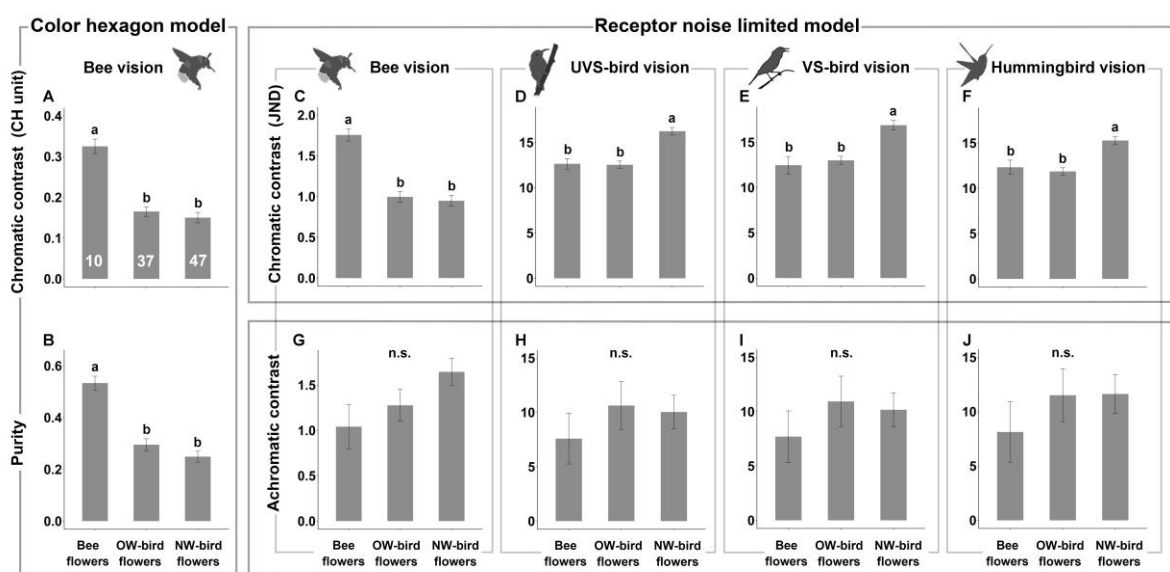 Color hexagon model
Receptor noise limited model
Bee vision
Bee vision
UVS-bird vision
VS-bird vision
Hummingbird vision
A
Chromatic contrast (CH unit)
0.4
0.3
0.2
0.1
0.0
a
b
b
10
37
47
C
Chromatic contrast (JND)
2.0
1.5
1.0
0.5
0.0
a
b
b
D
15
10
5
0
b
b
a
E
15
10
5
0
b
b
a
F
15
10
5
0
b
b
a
B
Purity
0.6
0.4
0.2
0.0
a
b
b
Bee flowers
OW-bird flowers
NW-bird flowers
G
Achromatic contrast
1.5
1.0
0.5
0.0
n.s.
Bee flowers
OW-bird flowers
NW-bird flowers
H
15
10
5
0
n.s.
Bee flowers
OW-bird flowers
NW-bird flowers
I
15
10
5
0
n.s.
Bee flowers
OW-bird flowers
NW-bird flowers
J
15
10
5
0
n.s.
Bee flowers
OW-bird flowers
NW-bird flowers